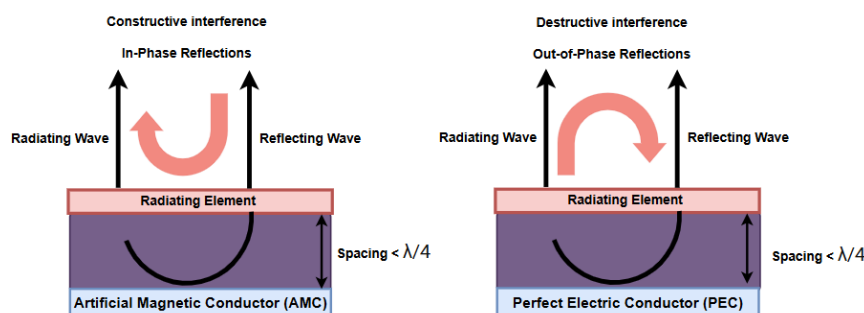 Constructive interference
In-Phase Reflections
Radiating Wave
Reflecting Wave
Radiating Element
Spacing < λ/4
Artificial Magnetic Conductor (AMC)
Destructive interference
Out-of-Phase Reflections
Radiating Wave
Reflecting Wave
Radiating Element
Spacing < λ/4
Perfect Electric Conductor (PEC)